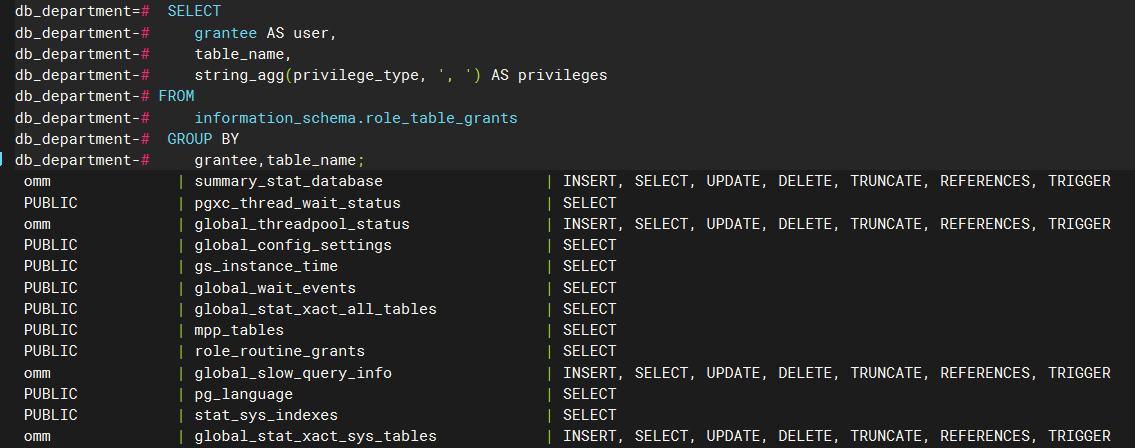 db_department=#  SELECT
db_department-#     grantee AS user,
db_department-#     table_name,
db_department-#     string_agg(privilege_type, ', ') AS privileges
db_department-# FROM
db_department-#     information_schema.role_table_grants
db_department-#  GROUP BY
db_department-#     grantee,table_name;
 omm              | summary_stat_database                  | INSERT, SELECT, UPDATE, DELETE, TRUNCATE, REFERENCES, TRIGGER
 PUBLIC           | pgxc_thread_wait_status                | SELECT
 omm              | global_threadpool_status               | INSERT, SELECT, UPDATE, DELETE, TRUNCATE, REFERENCES, TRIGGER
 PUBLIC           | global_config_settings                 | SELECT
 PUBLIC           | gs_instance_time                       | SELECT
 PUBLIC           | global_wait_events                     | SELECT
 PUBLIC           | global_stat_xact_all_tables            | SELECT
 PUBLIC           | mpp_tables                             | SELECT
 PUBLIC           | role_routine_grants                    | SELECT
 omm              | global_slow_query_info                 | INSERT, SELECT, UPDATE, DELETE, TRUNCATE, REFERENCES, TRIGGER
 PUBLIC           | pg_language                            | SELECT
 PUBLIC           | stat_sys_indexes                       | SELECT
 omm              | global_stat_xact_sys_tables            | INSERT, SELECT, UPDATE, DELETE, TRUNCATE, REFERENCES, TRIGGER